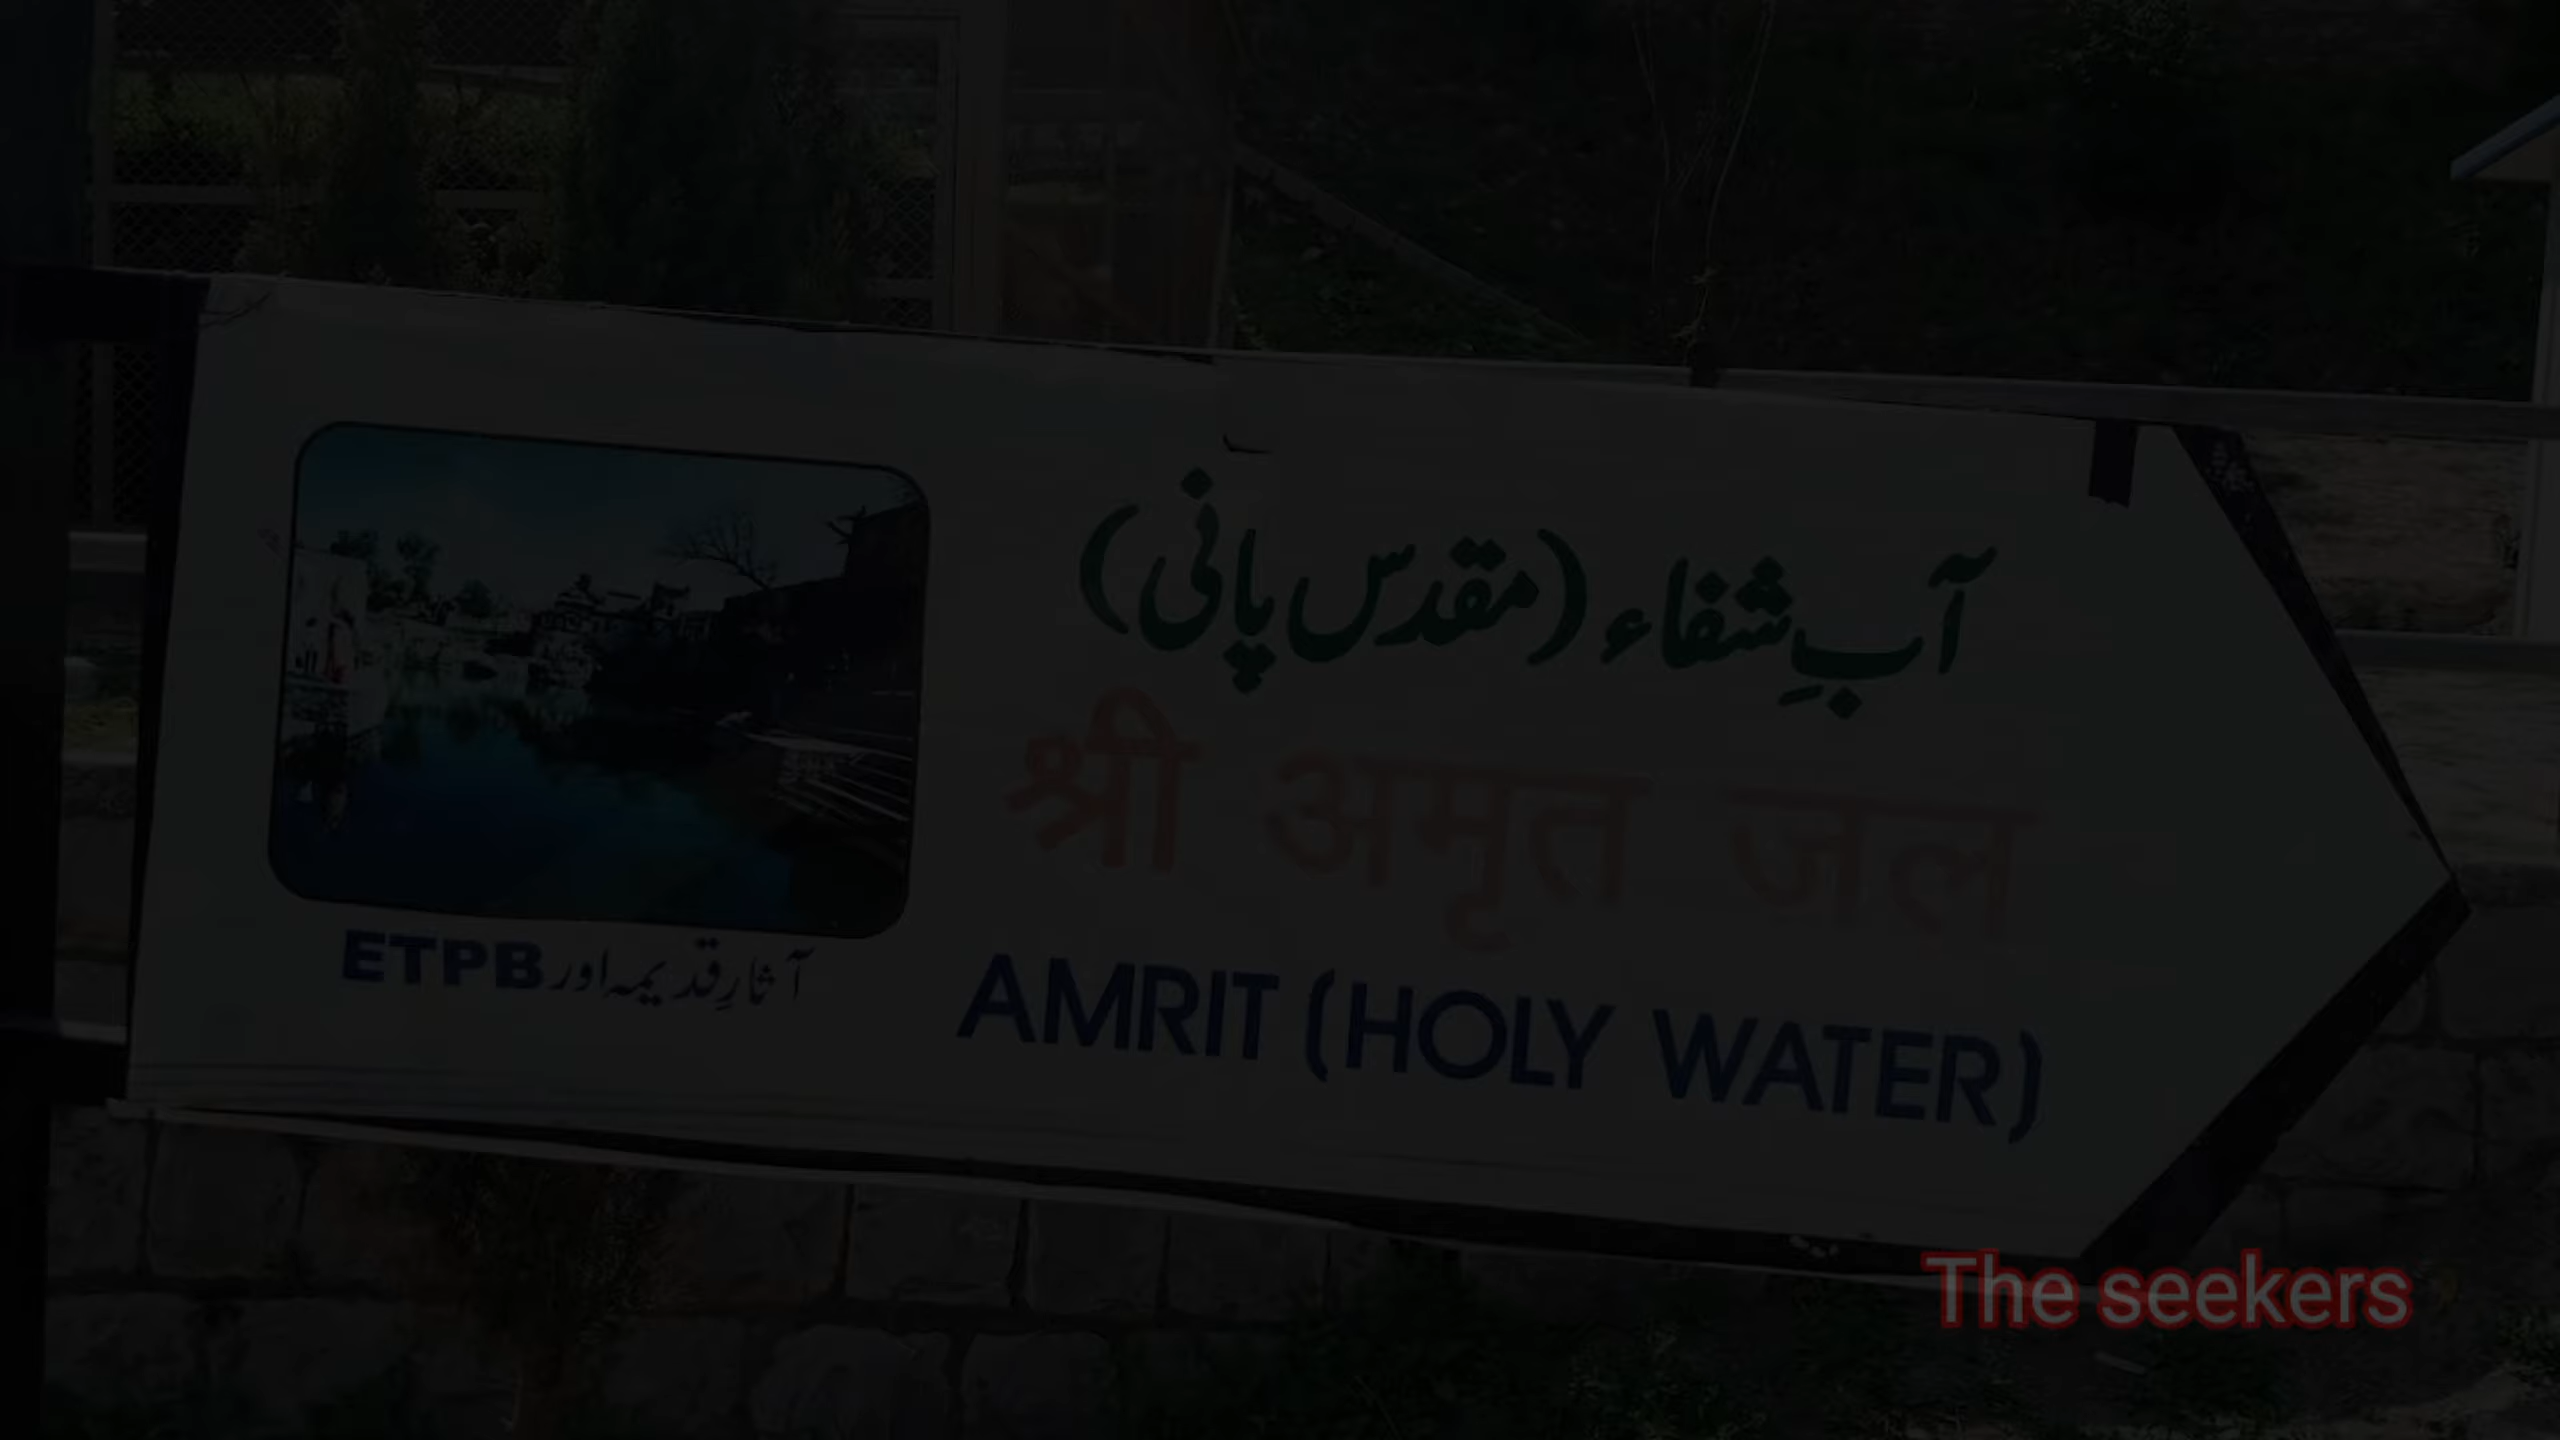 آبِ شفاء (مقدس پانی)
श्री अमृत जल
AMRIT (HOLY WATER)
آثارِ قدیمہ اور ETPB
The seekers